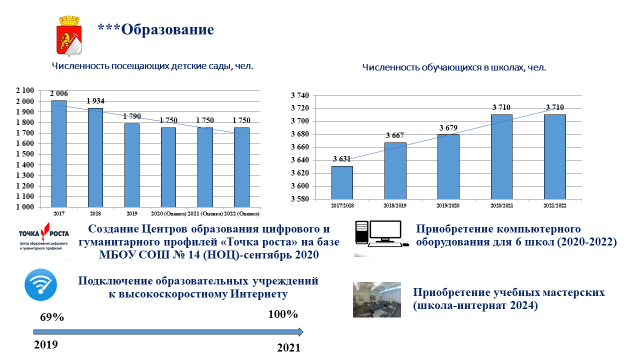 ***Образование
Численность посещающих детские сады, чел.
2 100
2 000
1 900
1 800
1 700
1 600
1 500
1 400
1 300
1 200
1 100
1 000
2 006
1 934
1 790
1 750
1 750
1 750
2017
2018
2019
2020 (Оценка)
2021 (Оценка)
2022 (Оценка)
Численность обучающихся в школах, чел.
3 740
3 720
3 700
3 680
3 660
3 640
3 620
3 600
3 580
3 631
3 667
3 679
3 710
3 710
2017/2018
2018/2019
2019/2020
2020/2021
2021/2022
ТОЧКА
РОСТА
Центр образования цифрового
и гуманитарного профилей
Создание Центров образования цифрового и
гуманитарного профилей «Точка роста» на базе
МБОУ СОШ № 14 (НОЦ)-сентябрь 2020
Приобретение компьютерного
оборудования для 6 школ (2020-2022)
Подключение образовательных учреждений
к высокоскоростному Интернету
Приобретение учебных мастерских
(школа-интернат 2024)
69%
100%
2019
2021